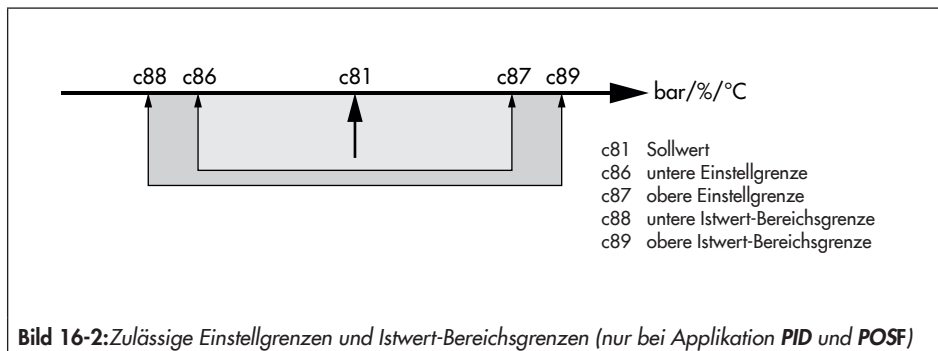 c88 c86 c81 c87 c89
bar/%/°C
c81 Sollwert
c86 untere Einstellgrenze
c87 obere Einstellgrenze
c88 untere Istwert-Bereichsgrenze
c89 obere Istwert-Bereichsgrenze
Bild 16-2:Zulässige Einstellgrenzen und Istwert-Bereichsgrenzen (nur bei Applikation PID und POSF)